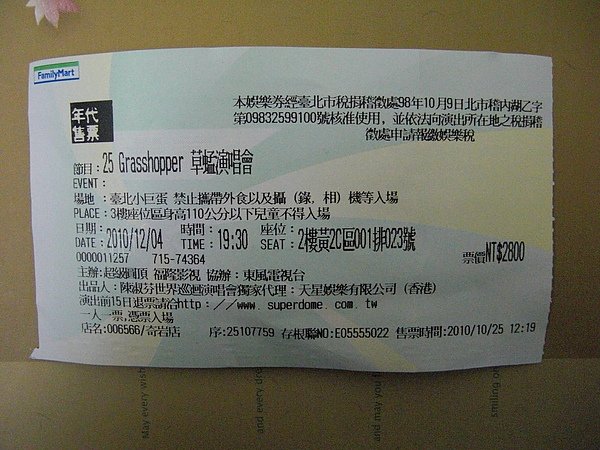 FamilyMart
年代
售票
本娛樂券經臺北市稅捐稽徵處98年10月9日北市稽內湖乙字
第09832599100號核准使用，並依法向演出所在地之稅捐稽
徵處申請報繳娛樂稅
節目：25 Grasshopper 草蜢演唱會
EVENT：
場地：臺北小巨蛋 禁止攜帶外食以及攝（錄，相）機等入場
PLACE：3樓座位區身高110公分以下兒童不得入場
日期： 時間： 座位：
DATE：2010/12/04 TIME：19:30 SEAT：2樓黃2C區001排023號
票價NT$2800
0000011257 715-74364
主辦：超級圓頂 福隆影視 協辦：東風電視台
出品人：陳淑芬世界巡迴演唱會獨家代理：天星娛樂有限公司（香港）
演出前15日退票請洽http：//www.superdome.com.tw
一人一票,憑票入場
店名:006566/奇岩店 序:25107759 存根聯NO:E05555022 售票時間:2010/10/25 12:19
May every wish
and every dre
and may you h
smiling ou